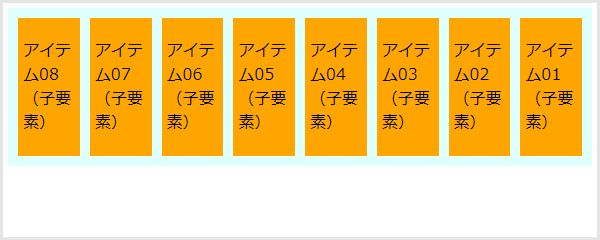 アイテ
ム08
（子要
素）
アイテ
ム07
（子要
素）
アイテ
ム06
（子要
素）
アイテ
ム05
（子要
素）
アイテ
ム04
（子要
素）
アイテ
ム03
（子要
素）
アイテ
ム02
（子要
素）
アイテ
ム01
（子要
素）